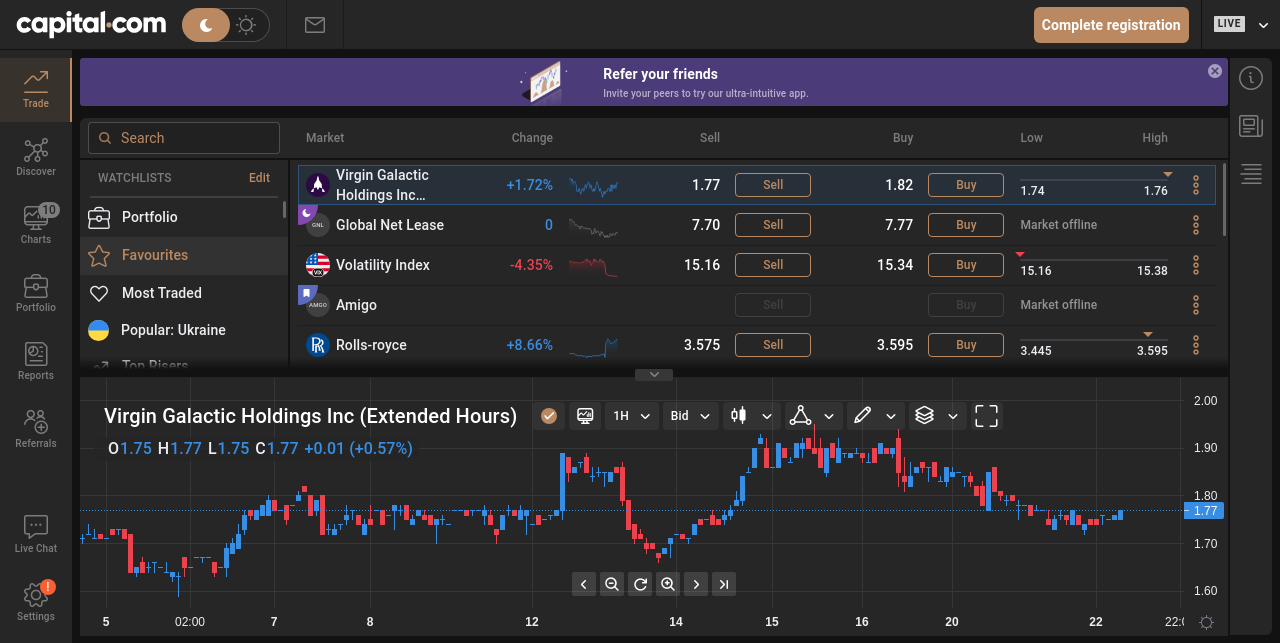 capital.com
Complete registration
LIVE
Trade
Discover
10
Charts
Portfolio
Reports
Referrals
Live Chat
!
Settings
Refer your friends
Invite your peers to try our ultra-intuitive app.
Search
WATCHLISTS Edit
Portfolio
Favourites
Most Traded
Popular: Ukraine
Top Risers
Market Change Sell Buy Low High
Virgin Galactic
Holdings Inc... +1.72% 1.77 Sell 1.82 Buy 1.74 1.76
GNL Global Net Lease 0 7.70 Sell 7.77 Buy Market offline
VIX Volatility Index -4.35% 15.16 Sell 15.34 Buy 15.16 15.38
AMGO Amigo Sell Buy Market offline
Rolls-royce +8.66% 3.575 Sell 3.595 Buy 3.445 3.595
Virgin Galactic Holdings Inc (Extended Hours) 1H Bid
O1.75 H1.77 L1.75 C1.77 +0.01 (+0.57%)
2.00
1.90
1.80
1.77
1.70
1.60
5 02:00 7 8 12 14 15 16 20 22